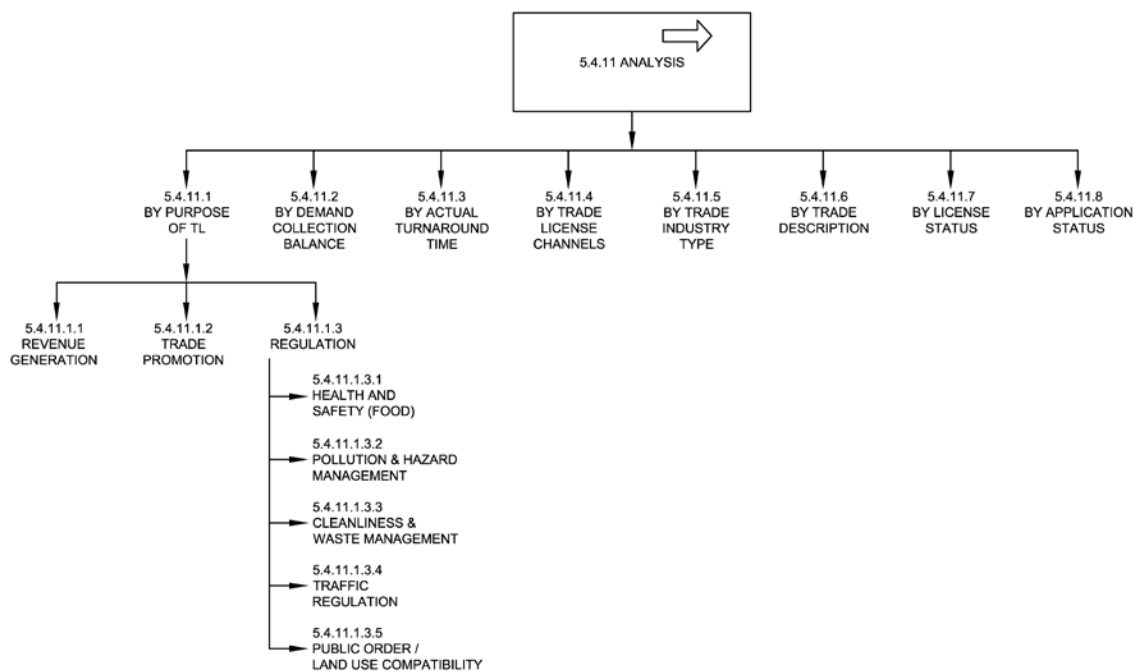 5.4.11 ANALYSIS
5.4.11.1
BY PURPOSE
OF TL
5.4.11.2
BY DEMAND
COLLECTION
BALANCE
5.4.11.3
BY ACTUAL
TURNAROUND
TIME
5.4.11.4
BY TRADE
LICENSE
CHANNELS
5.4.11.5
BY TRADE
INDUSTRY
TYPE
5.4.11.6
BY TRADE
DESCRIPTION
5.4.11.7
BY LICENSE
STATUS
5.4.11.8
BY APPLICATION
STATUS
5.4.11.1.1
REVENUE
GENERATION
5.4.11.1.2
TRADE
PROMOTION
5.4.11.1.3
REGULATION
5.4.11.1.3.1
HEALTH AND
SAFETY (FOOD)
5.4.11.1.3.2
POLLUTION & HAZARD
MANAGEMENT
5.4.11.1.3.3
CLEANLINESS &
WASTE MANAGEMENT
5.4.11.1.3.4
TRAFFIC
REGULATION
5.4.11.1.3.5
PUBLIC ORDER /
LAND USE COMPATIBILITY